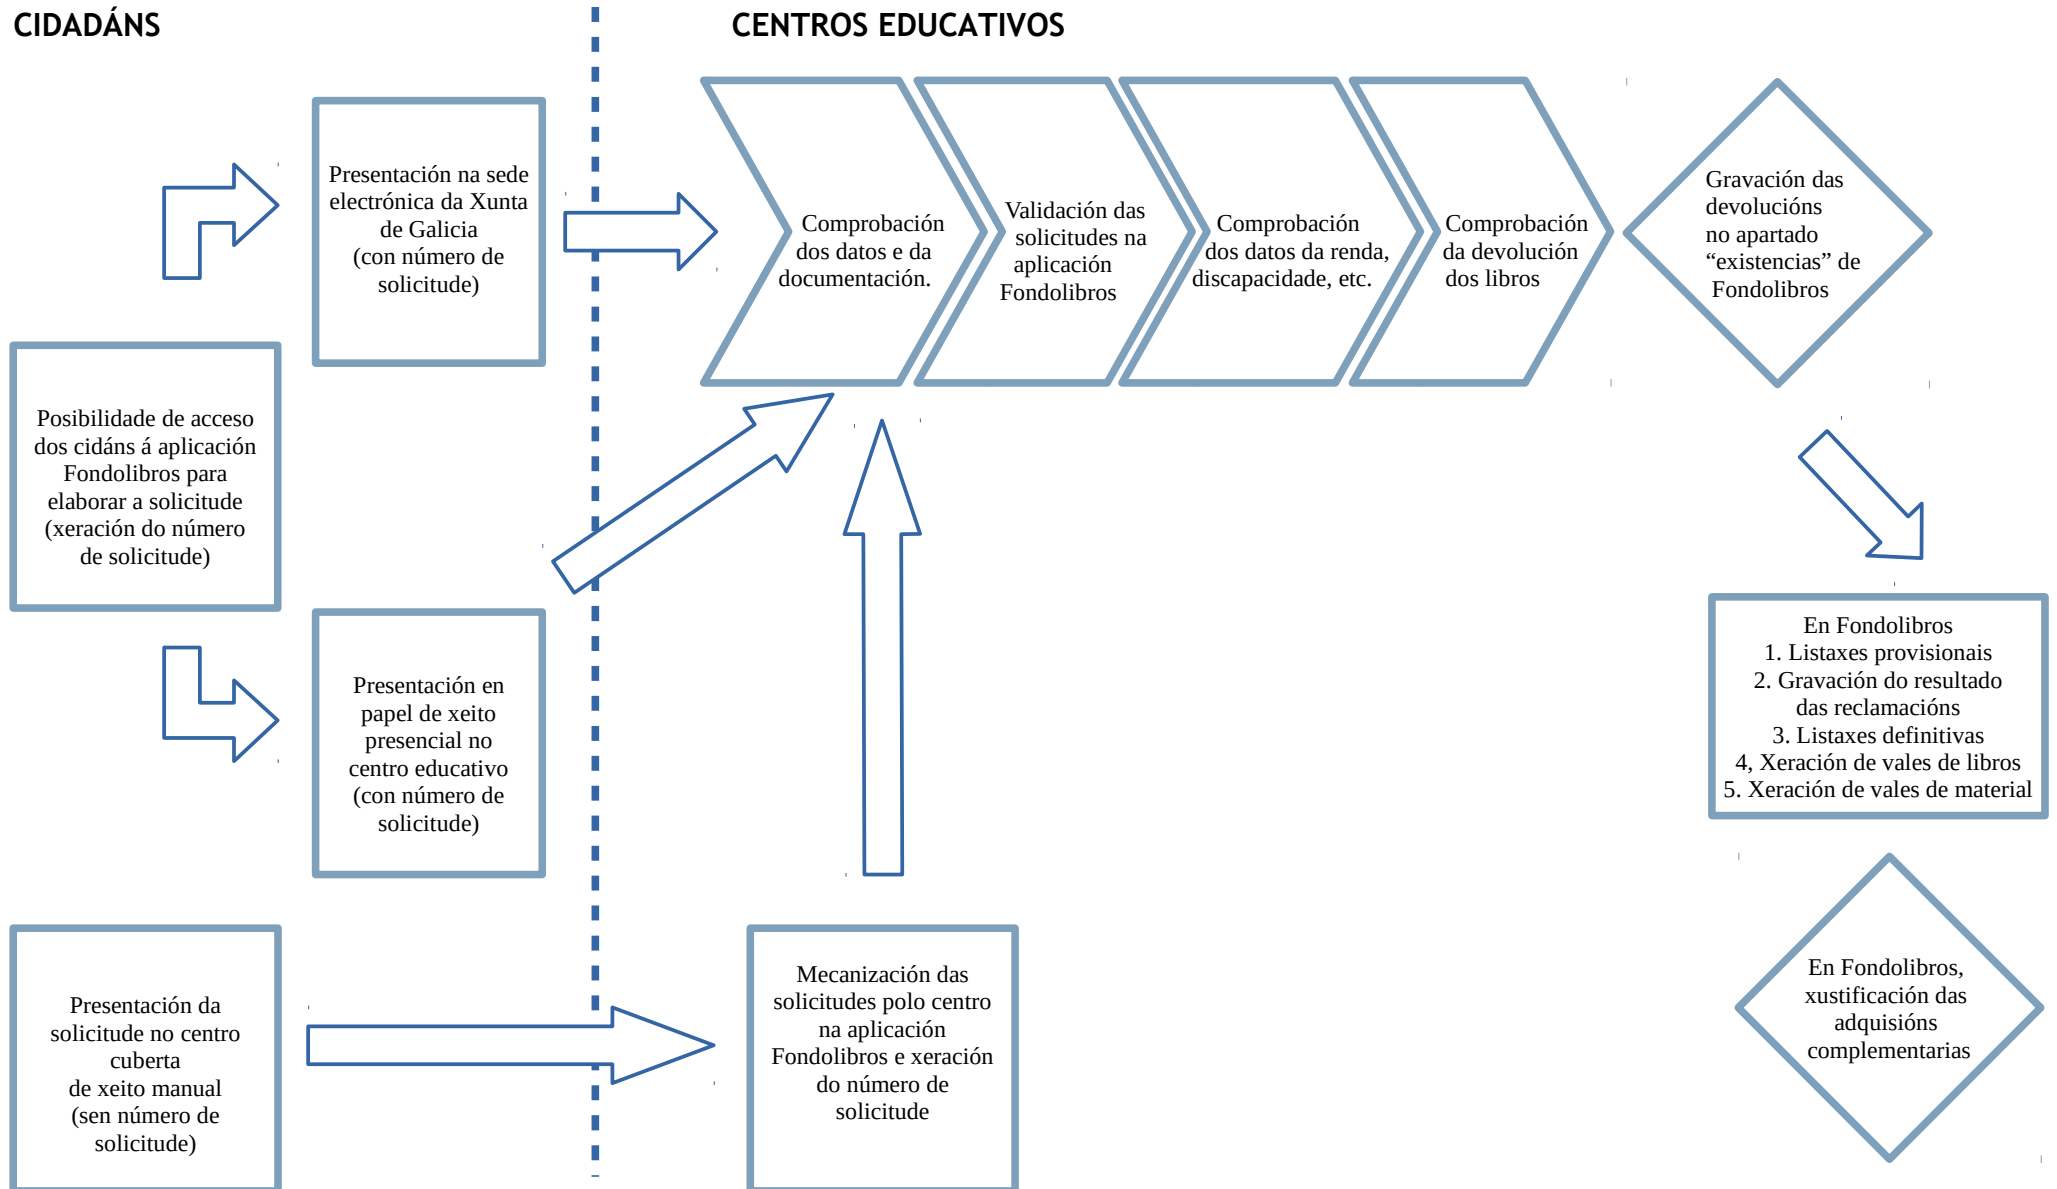 CIDADÁNS
CENTROS EDUCATIVOS
Presentación na sede
electrónica da Xunta
de Galicia
(con número de
solicitude)
Posibilidade de acceso
dos cidáns á aplicación
Fondolibros para
elaborar a solicitude
(xeración do número
de solicitude)
Presentación en
papel de xeito
presencial no
centro educativo
(con número de
solicitude)
Presentación da
solicitude no centro
cuberta
de xeito manual
(sen número de
solicitude)
Comprobación
dos datos e da
documentación.
Validación das
solicitudes na
aplicación
Fondolibros
Comprobación
dos datos da renda,
discapacidade, etc.
Comprobación
da devolución
dos libros
Gravación das
devolucións
no apartado
“existencias” de
Fondolibros
Mecanización das
solicitudes polo centro
na aplicación
Fondolibros e xeración
do número de
solicitude
En Fondolibros
1. Listaxes provisionais
2. Gravación do resultado
das reclamacións
3. Listaxes definitivas
4, Xeración de vales de libros
5. Xeración de vales de material
En Fondolibros,
xustificación das
adquisións
complementarias